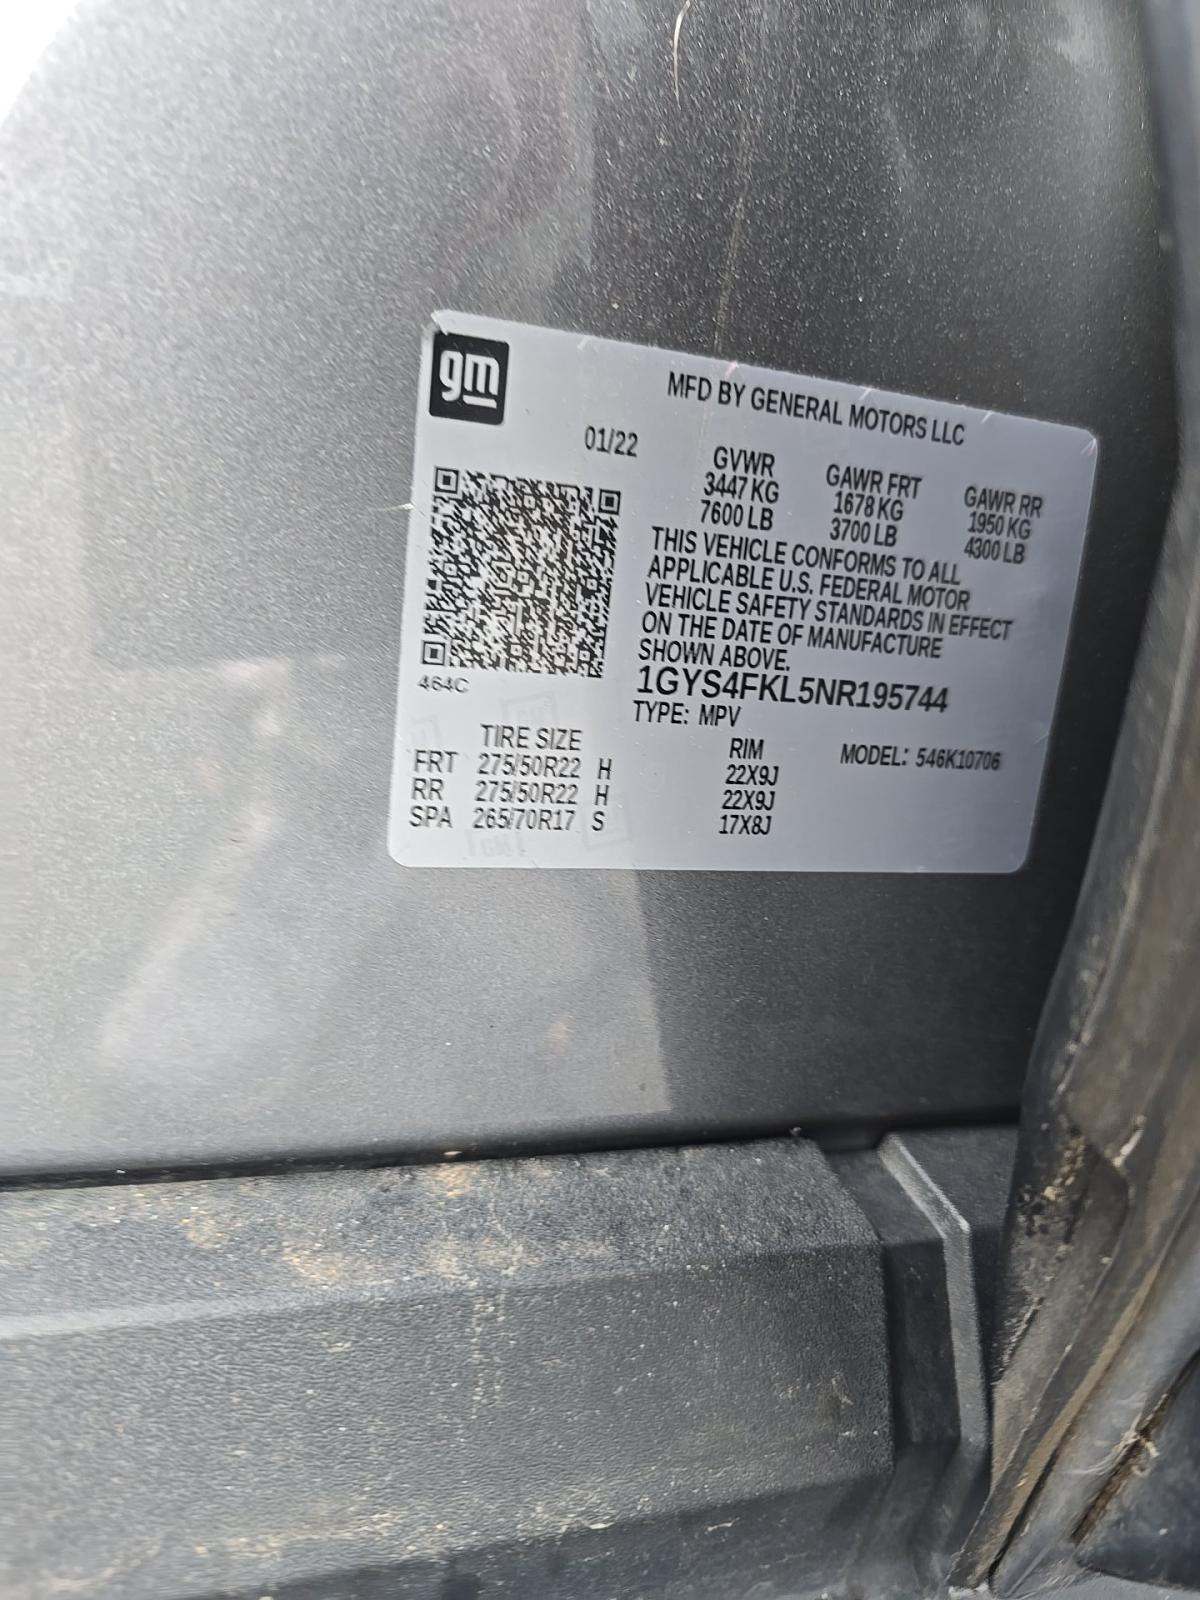 gm
MFD BY GENERAL MOTORS LLC
01/22
GVWR GAWR FRT GAWR RR
3447 KG 1678 KG 1950 KG
7600 LB 3700 LB 4300 LB
THIS VEHICLE CONFORMS TO ALL
APPLICABLE U.S. FEDERAL MOTOR
VEHICLE SAFETY STANDARDS IN EFFECT
ON THE DATE OF MANUFACTURE
SHOWN ABOVE.
464C
1GYS4FKL5NR195744
TYPE: MPV
TIRE SIZE RIM MODEL: 546K10706
FRT 275/50R22 H 22X9J
RR 275/50R22 H 22X9J
SPA 265/70R17 S 17X8J